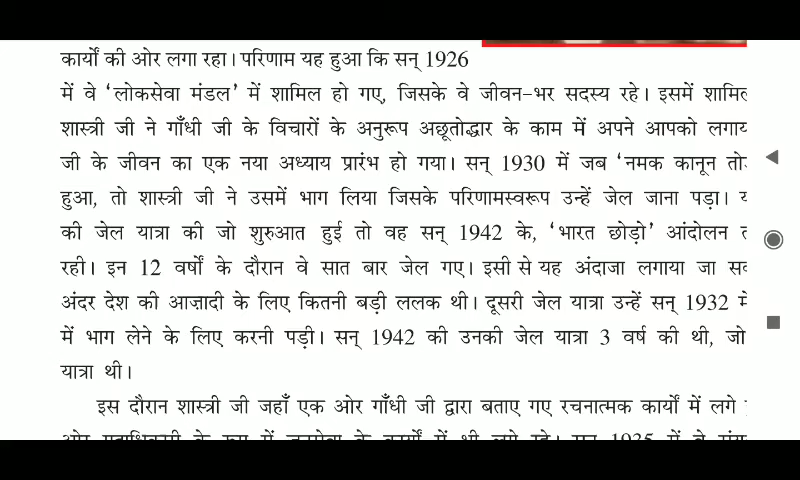 कार्यों की ओर लगा रहा। परिणाम यह हुआ कि सन् 1926
में वे ‘लोकसेवा मंडल’ में शामिल हो गए, जिसके वे जीवन-भर सदस्य रहे। इसमें
शास्त्री जी ने गाँधी जी के विचारों के अनुरूप अछूतोद्धार के काम में अपने आपको
जी के जीवन का एक नया अध्याय प्रारंभ हो गया। सन् 1930 में जब ‘नमक कानून
हुआ, तो शास्त्री जी ने उसमें भाग लिया जिसके परिणामस्वरूप उन्हें जेल जाना पड़ा।
की जेल यात्रा की जो शुरुआत हुई तो वह सन् 1942 के, ‘भारत छोड़ो’ आंदोलन
रही। इन 12 वर्षों के दौरान वे सात बार जेल गए। इसी से यह अंदाजा लगाया जा
अंदर देश की आज़ादी के लिए कितनी बड़ी ललक थी। दूसरी जेल यात्रा उन्हें सन् 1932 में
में भाग लेने के लिए करनी पड़ी। सन् 1942 की उनकी जेल यात्रा 3 वर्ष की थी, जो
यात्रा थी।
इस दौरान शास्त्री जी जहाँ एक ओर गाँधी जी द्वारा बताए गए रचनात्मक कार्यों में लगे